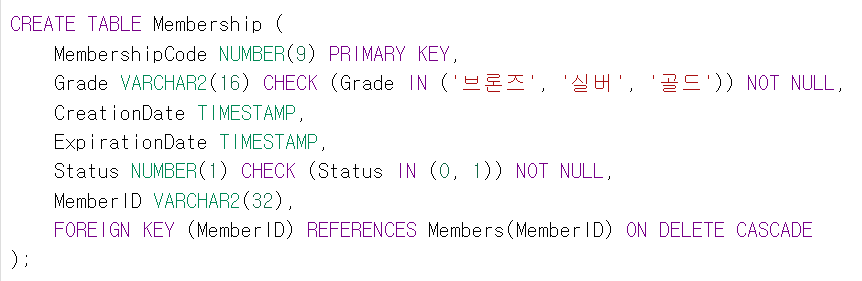 CREATE TABLE Membership (
    MembershipCode NUMBER(9) PRIMARY KEY,
    Grade VARCHAR2(16) CHECK (Grade IN ('브론즈', '실버', '골드')) NOT NULL,
    CreationDate TIMESTAMP,
    ExpirationDate TIMESTAMP,
    Status NUMBER(1) CHECK (Status IN (0, 1)) NOT NULL,
    MemberID VARCHAR2(32),
    FOREIGN KEY (MemberID) REFERENCES Members(MemberID) ON DELETE CASCADE
);